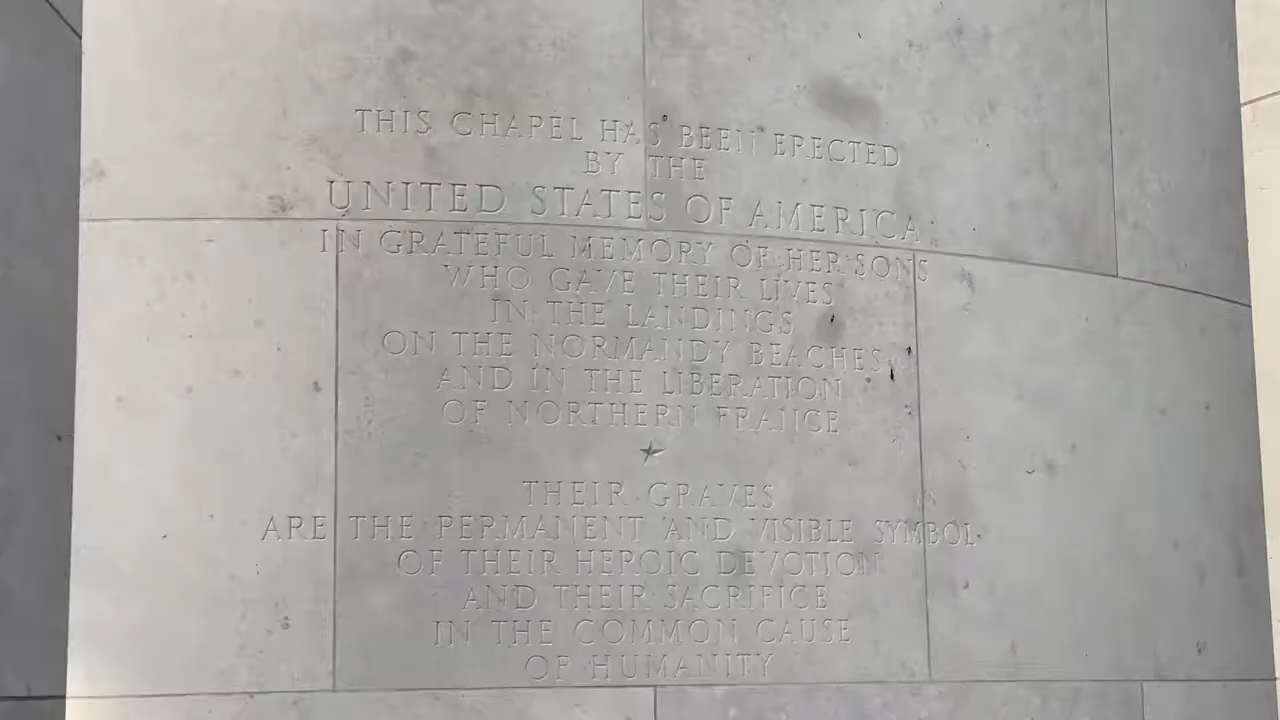 THIS CHAPEL HAS BEEN ERECTED
BY THE
UNITED STATES OF AMERICA
IN GRATEFUL MEMORY OF HER SONS
WHO GAVE THEIR LIVES
IN THE LANDINGS
ON THE NORMANDY BEACHES
AND IN THE LIBERATION
OF NORTHERN FRANCE
THEIR GRAVES
ARE THE PERMANENT AND VISIBLE SYMBOL
OF THEIR HEROIC DEVOTION
AND THEIR SACRIFICE
IN THE COMMON CAUSE
OF HUMANITY